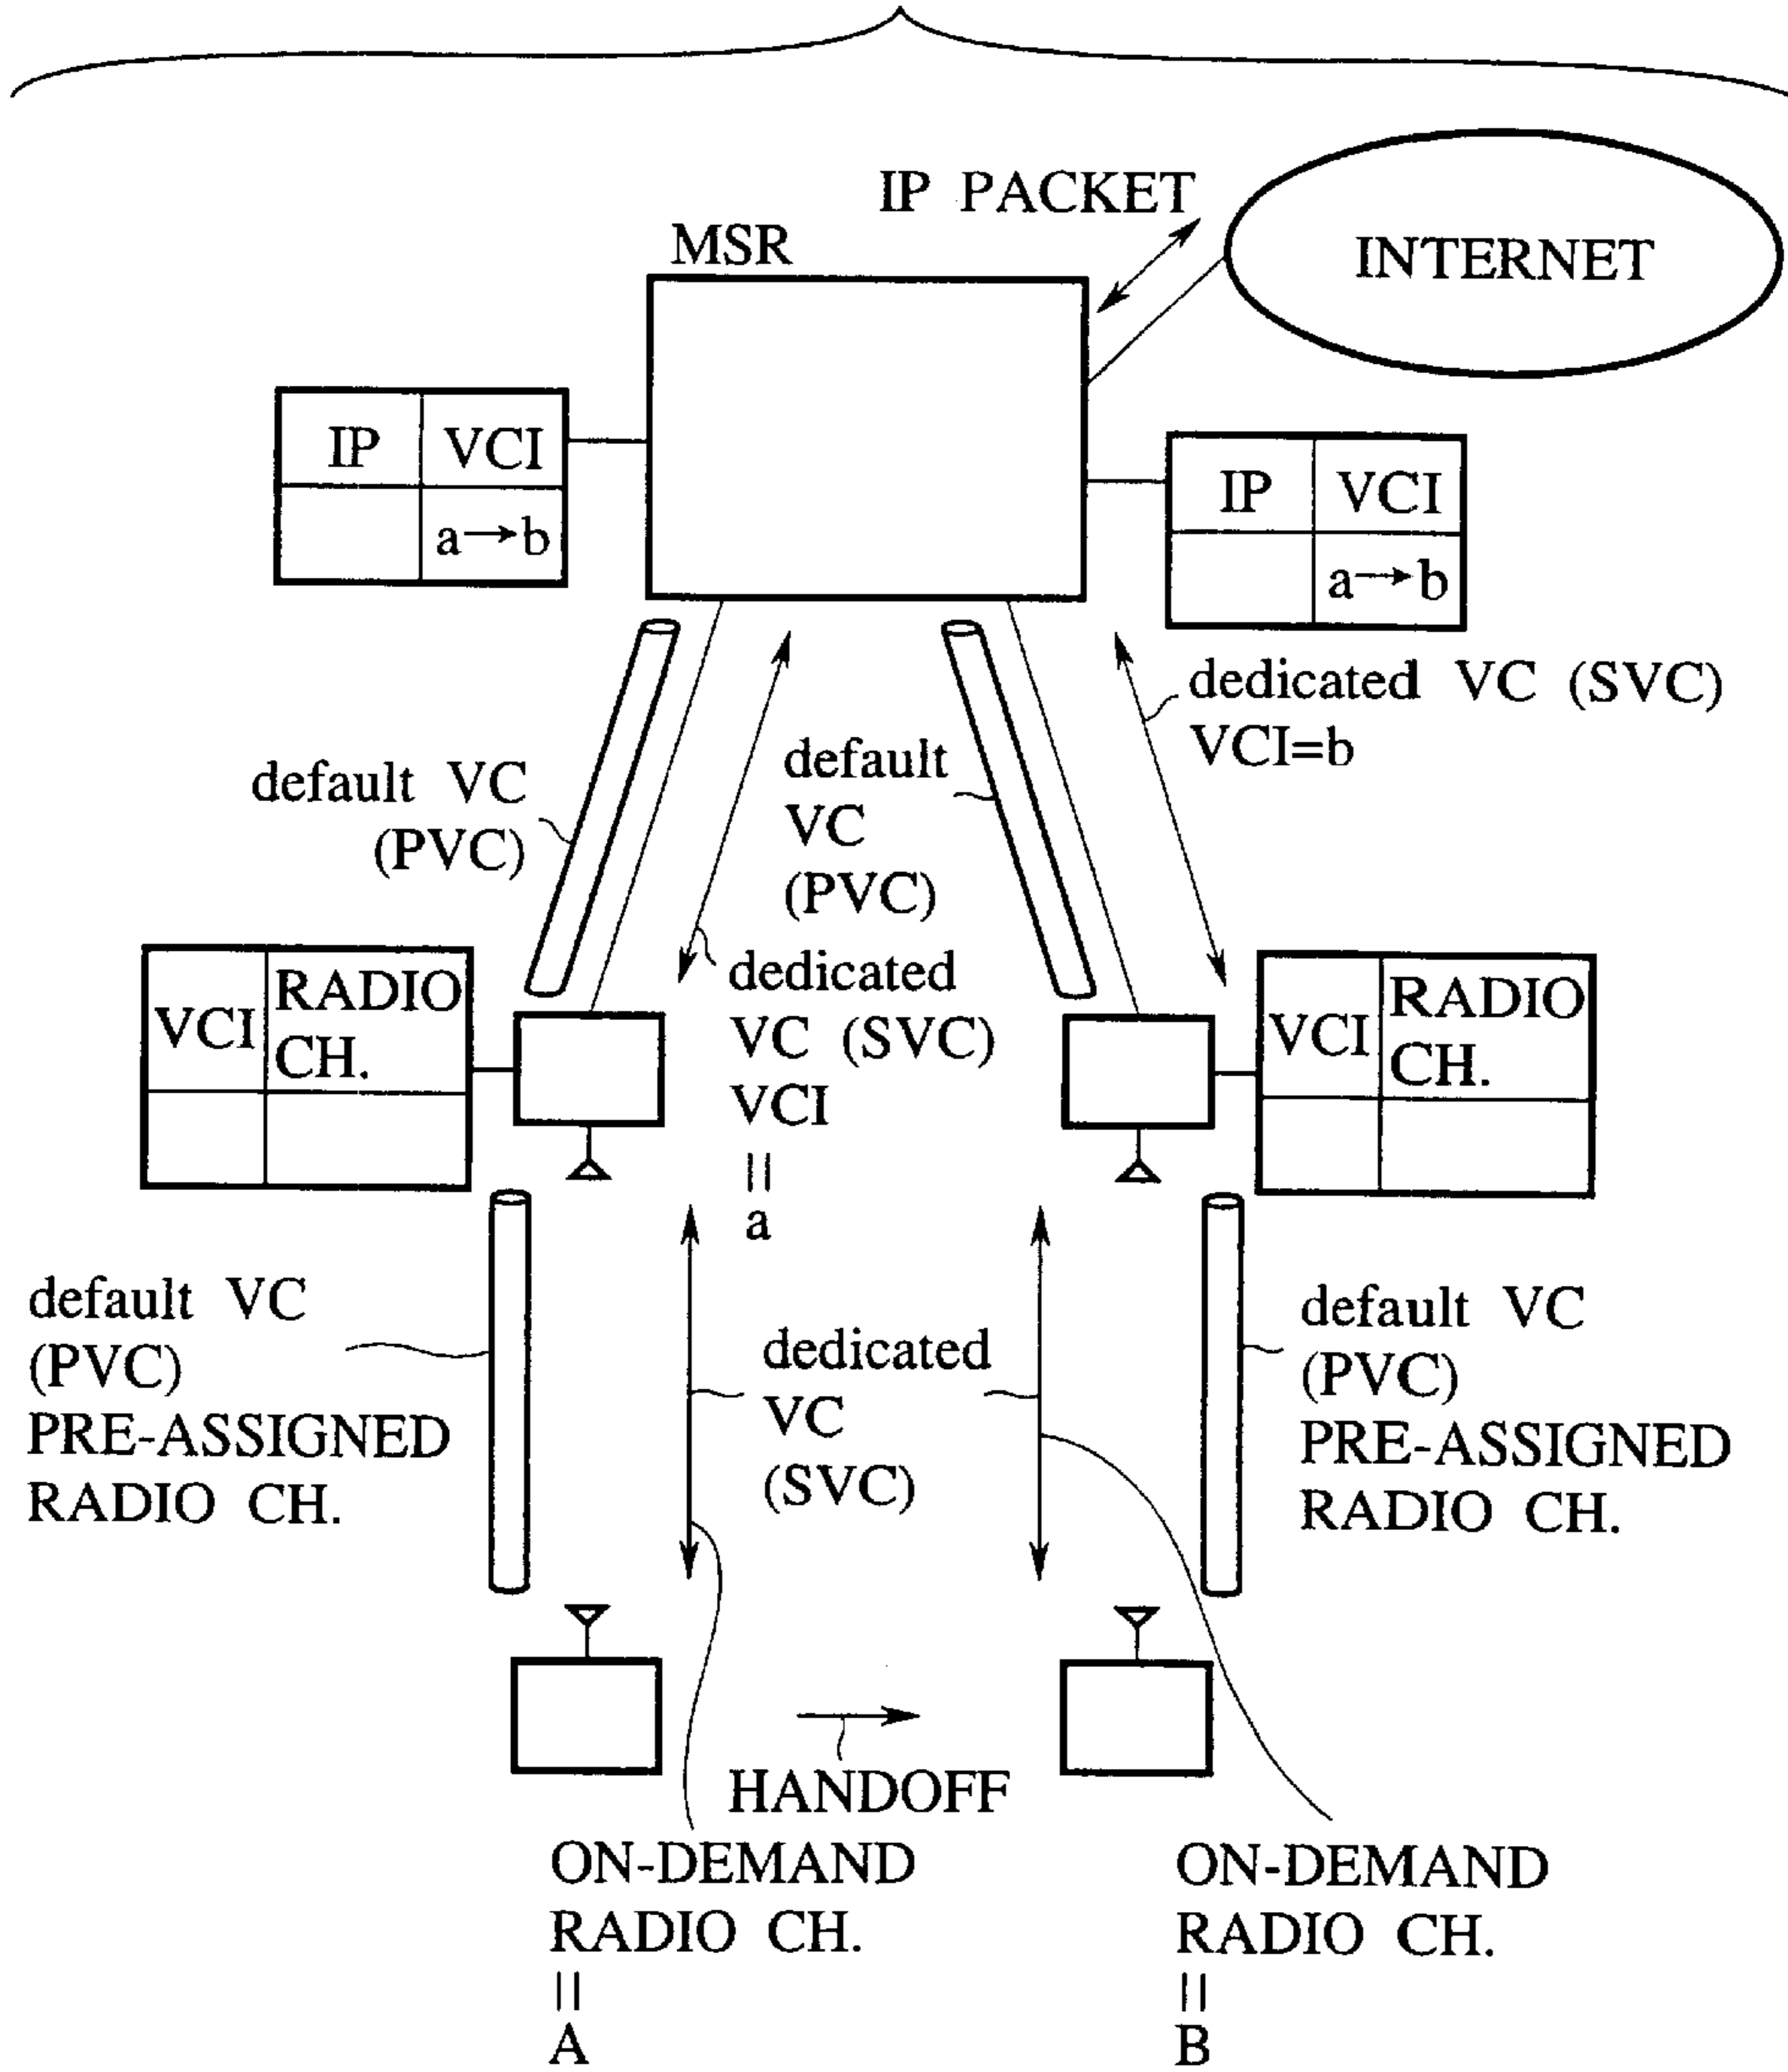 IP PACKET
INTERNET
MSR
IP VCI
a→b
IP VCI
a→b
dedicated VC (SVC)
VCI=b
default VC
(PVC)
default
VC
(PVC)
dedicated
VC (SVC)
VCI
=
a
VCI
RADIO
CH.
VCI
RADIO
CH.
default VC
(PVC)
PRE-ASSIGNED
RADIO CH.
dedicated
VC
(SVC)
default VC
(PVC)
PRE-ASSIGNED
RADIO CH.
HANDOFF
ON-DEMAND
RADIO CH.
=
A
ON-DEMAND
RADIO CH.
=
B